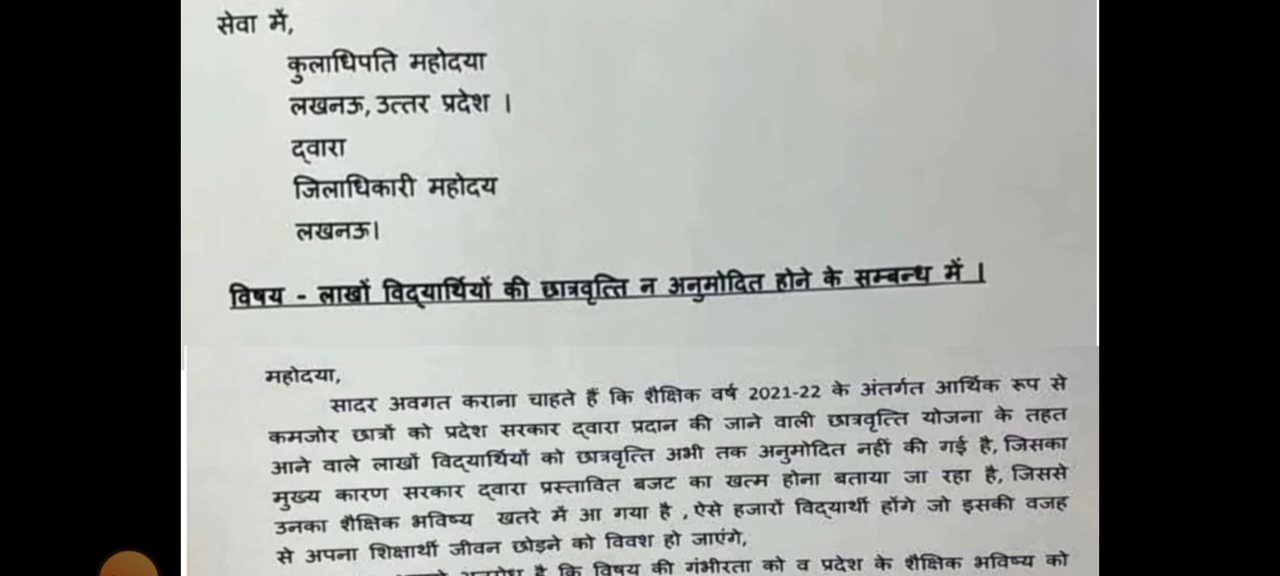 सेवा में,
कुलाधिपति महोदया
लखनऊ, उत्तर प्रदेश ।
द्वारा
जिलाधिकारी महोदय
लखनऊ।
विषय - लाखों विद्यार्थियों की छात्रवृत्ति न अनुमोदित होने के सम्बन्ध में ।
महोदया,
सादर अवगत कराना चाहते हैं कि शैक्षिक वर्ष 2021-22 के अंतर्गत आर्थिक रूप से
कमजोर छात्रों को प्रदेश सरकार द्वारा प्रदान की जाने वाली छात्रवृत्ति योजना के तहत
आने वाले लाखों विद्यार्थियों को छात्रवृत्ति अभी तक अनुमोदित नहीं की गई है, जिसका
मुख्य कारण सरकार द्वारा प्रस्तावित बजट का खत्म होना बताया जा रहा है, जिससे
उनका शैक्षिक भविष्य खतरे में आ गया है , ऐसे हजारों विद्यार्थी होंगे जो इसकी वजह
से अपना शिक्षार्थी जीवन छोड़ने को विवश हो जाएंगे,
है कि विषय की गंभीरता को व प्रदेश के शैक्षिक भविष्य को